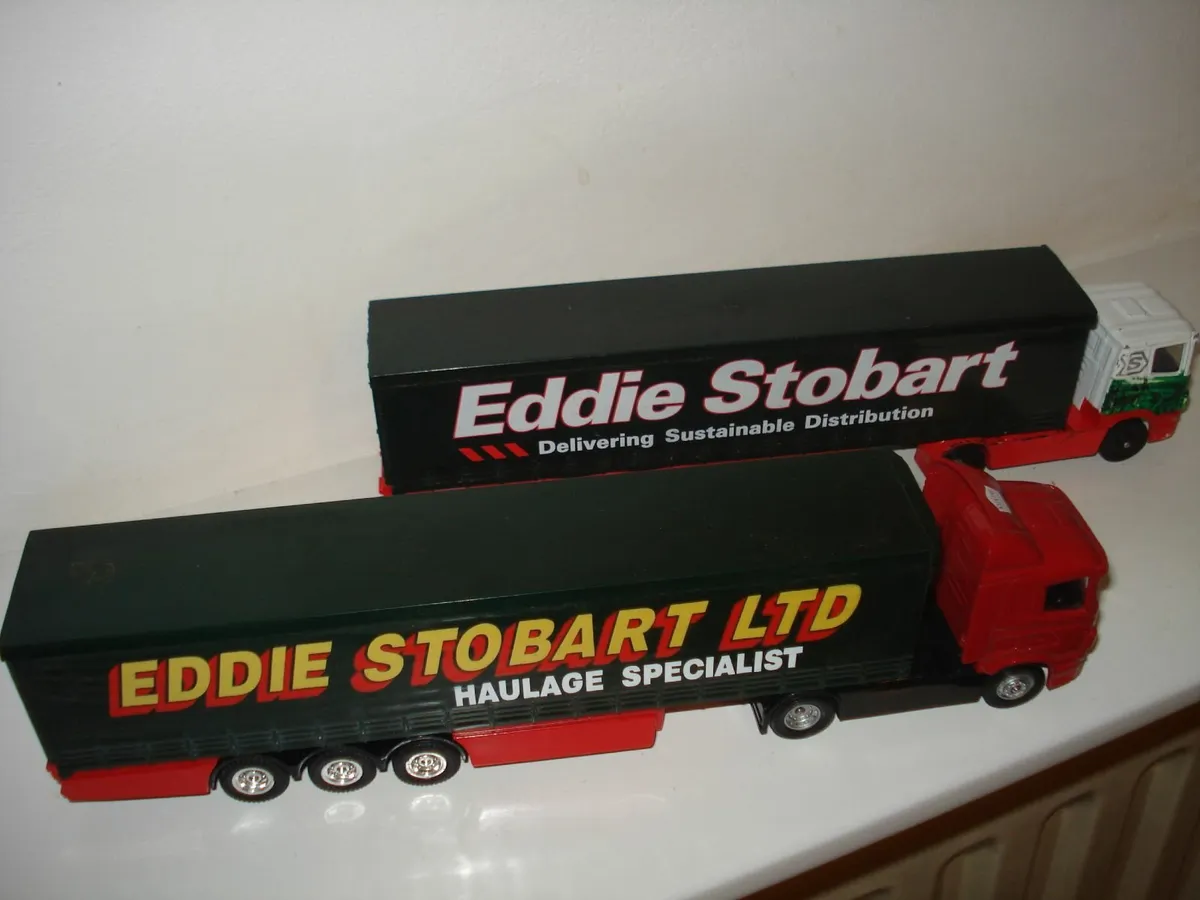 Eddie Stobart
Delivering Sustainable Distribution
EDDIE STOBART LTD
HAULAGE SPECIALIST